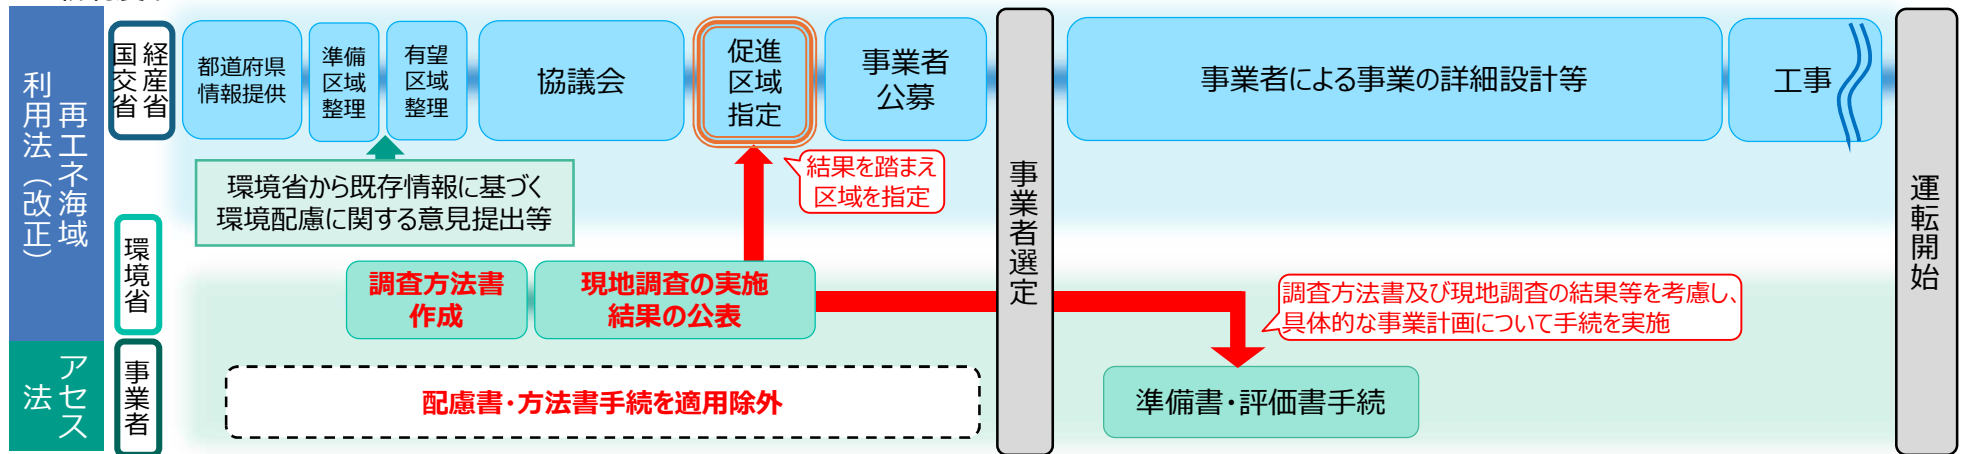 再エネ海域
利用法（改正）
経産省
国交省
都道府県
情報提供
準備
区域
整理
有望
区域
整理
協議会
促進
区域
指定
事業者
公募
事業者による事業の詳細設計等
工事
環境省から既存情報に基づく
環境配慮に関する意見提出等
結果を踏まえ
区域を指定
事業者選定
運転開始
環境省
調査方法書
作成
現地調査の実施
結果の公表
調査方法書及び現地調査の結果等を考慮し、
具体的な事業計画について手続を実施
アセス
法
事業者
配慮書・方法書手続を適用除外
準備書・評価書手続